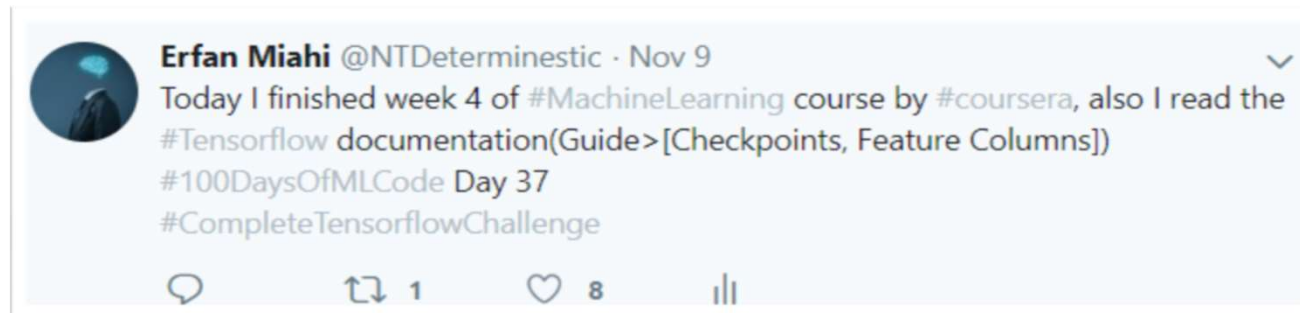 Erfan Miahi @NTDeterminestic · Nov 9
Today I finished week 4 of #MachineLearning course by #coursera, also I read the
#Tensorflow documentation(Guide>[Checkpoints, Feature Columns])
#100DaysOfMLCode Day 37
#CompleteTensorflowChallenge
1 8